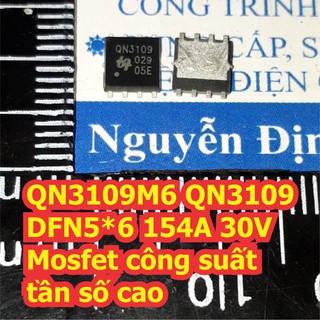 CÔNG TRÌNH
CẤP, SỬ
ĐIỆN
QN3109
029
05E
Nguyễn Địn
QN3109M6 QN3109
DFN5*6 154A 30V
Mosfet công suất
tần số cao